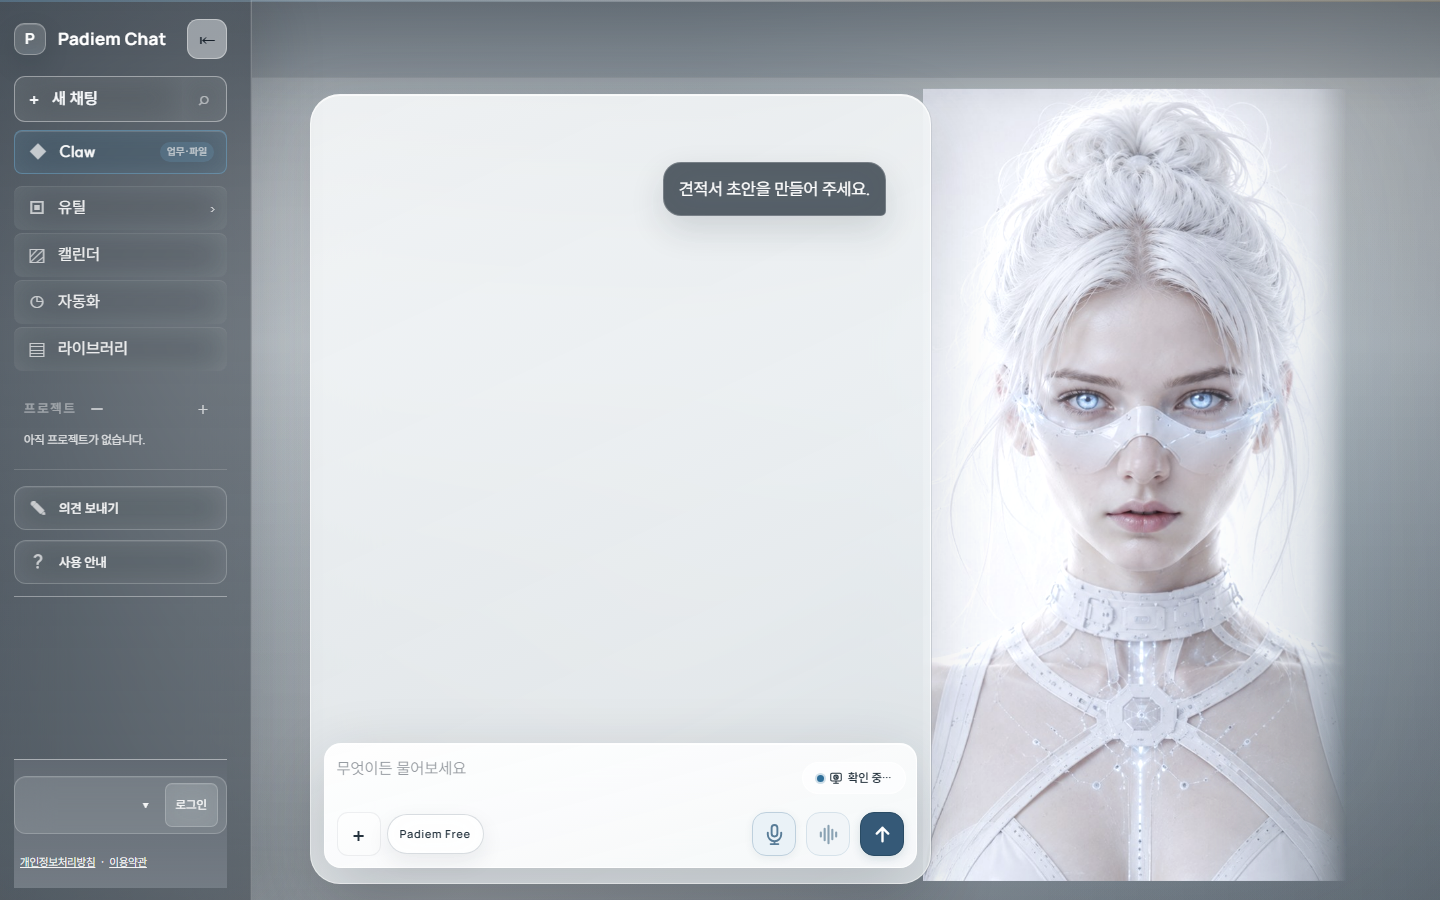 P Padiem Chat
+ 새 채팅
Claw 업무·파일
유틸
캘린더
자동화
라이브러리
프로젝트 — +
아직 프로젝트가 없습니다.
의견 보내기
? 사용 안내
로그인
개인정보처리방침 · 이용약관
견적서 초안을 만들어 주세요.
무엇이든 물어보세요
확인 중…
+ Padiem Free